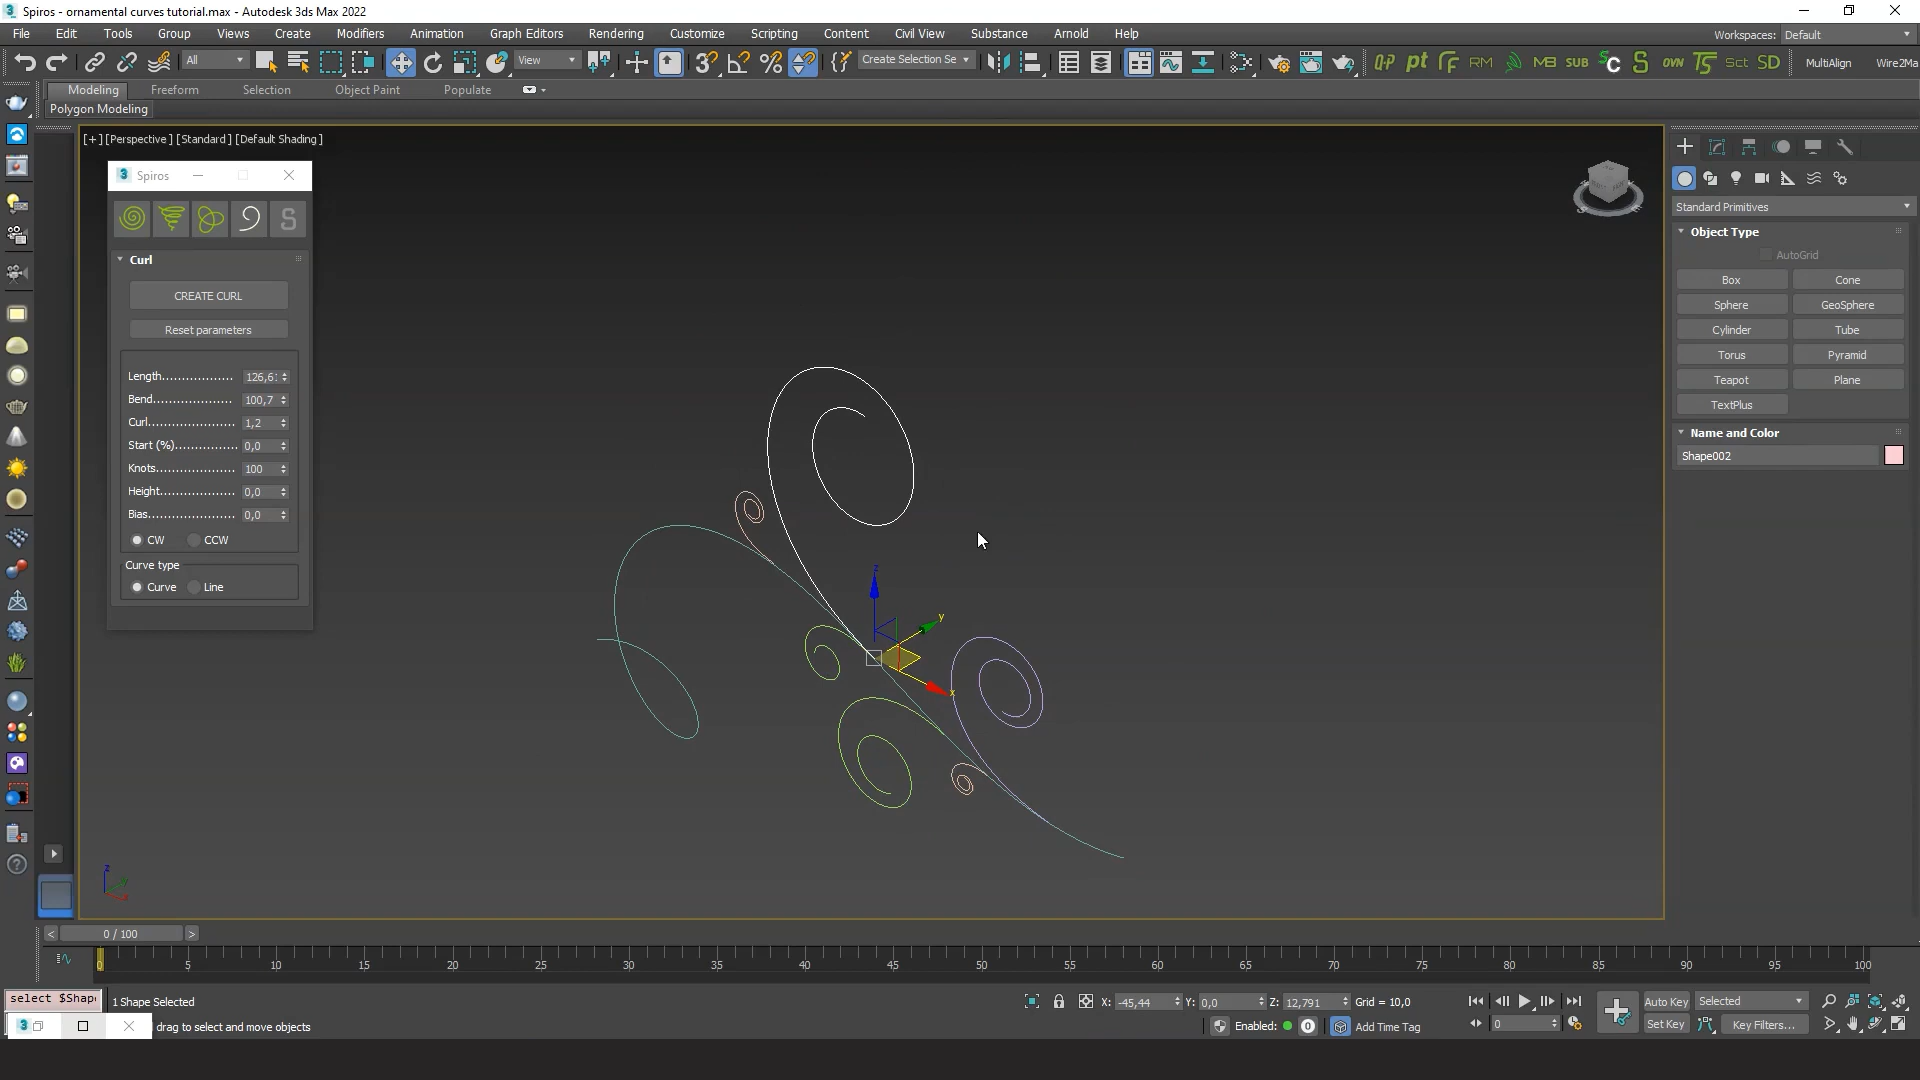 Spiros - ornamental curves tutorial.max - Autodesk 3ds Max 2022
File Edit Tools Group Views Create Modifiers Animation Graph Editors Rendering Customize Scripting Content Civil View Substance Arnold Help Workspaces: Default
All View Create Selection Se MB SUB OVN Sct SD MultiAlign Wire2Ma
Modeling Freeform Selection Object Paint Populate
Polygon Modeling
[+] [Perspective ] [Standard ] [Default Shading ]
Spiros
Curl
CREATE CURL
Reset parameters
Length.................. 126,6
Bend.................... 100,7
Curl..................... 1,2
Start (%).............. 0,0
Knots................... 100
Height.................. 0,0
Bias..................... 0,0
CW CCW
Curve type
Curve Line
z
y
x
Standard Primitives
Object Type
AutoGrid
Box Cone
Sphere GeoSphere
Cylinder Tube
Torus Pyramid
Teapot Plane
TextPlus
Name and Color
Shape002
< 0 / 100 >
0 5 10 15 20 25 30 35 40 45 50 55 60 65 70 75 80 85 90 95 100
select $Shap 1 Shape Selected X: -45,44 Y: 0,0 Z: 12,791 Grid = 10,0 Auto Key Selected
drag to select and move objects Enabled: 0 Add Time Tag 0 Set Key Key Filters...